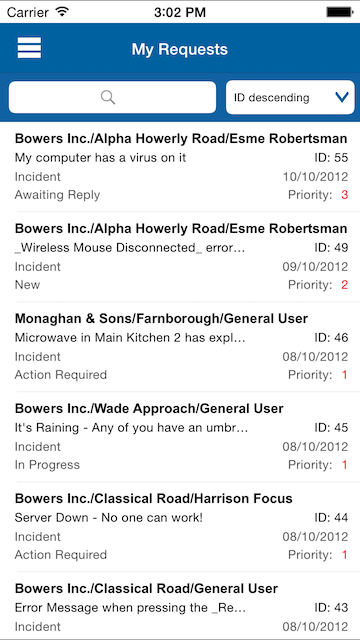 Carrier 3:02 PM
My Requests
ID descending
Bowers Inc./Alpha Howerly Road/Esme Robertsman
My computer has a virus on it ID: 55
Incident 10/10/2012
Awaiting Reply Priority: 3
Bowers Inc./Alpha Howerly Road/Esme Robertsman
_Wireless Mouse Disconnected_ error... ID: 49
Incident 09/10/2012
New Priority: 2
Monaghan & Sons/Farnborough/General User
Microwave in Main Kitchen 2 has expl... ID: 46
Incident 08/10/2012
Action Required Priority: 1
Bowers Inc./Wade Approach/General User
It's Raining - Any of you have an umbr... ID: 45
Incident 08/10/2012
In Progress Priority: 1
Bowers Inc./Classical Road/Harrison Focus
Server Down - No one can work! ID: 44
Incident 08/10/2012
Action Required Priority: 1
Bowers Inc./Classical Road/General User
Error Message when pressing the _Re... ID: 43
Incident 08/10/2012